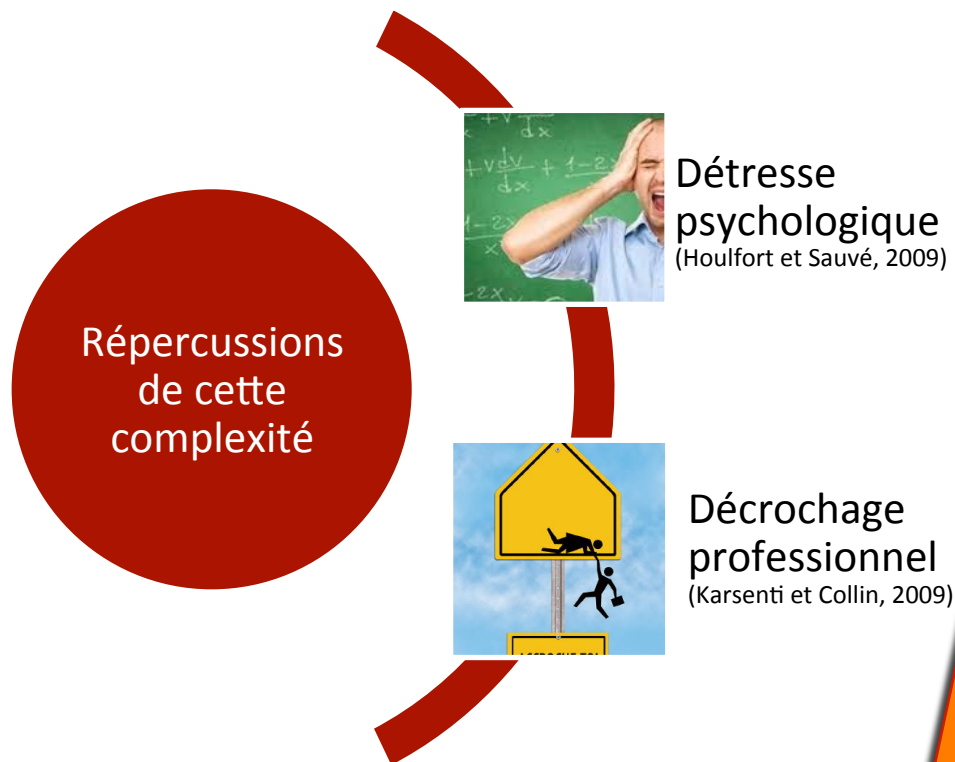 Répercussions
de cette
complexité
Détresse
psychologique
(Houlfort et Sauvé, 2009)
Décrochage
professionnel
(Karsenti et Collin, 2009)